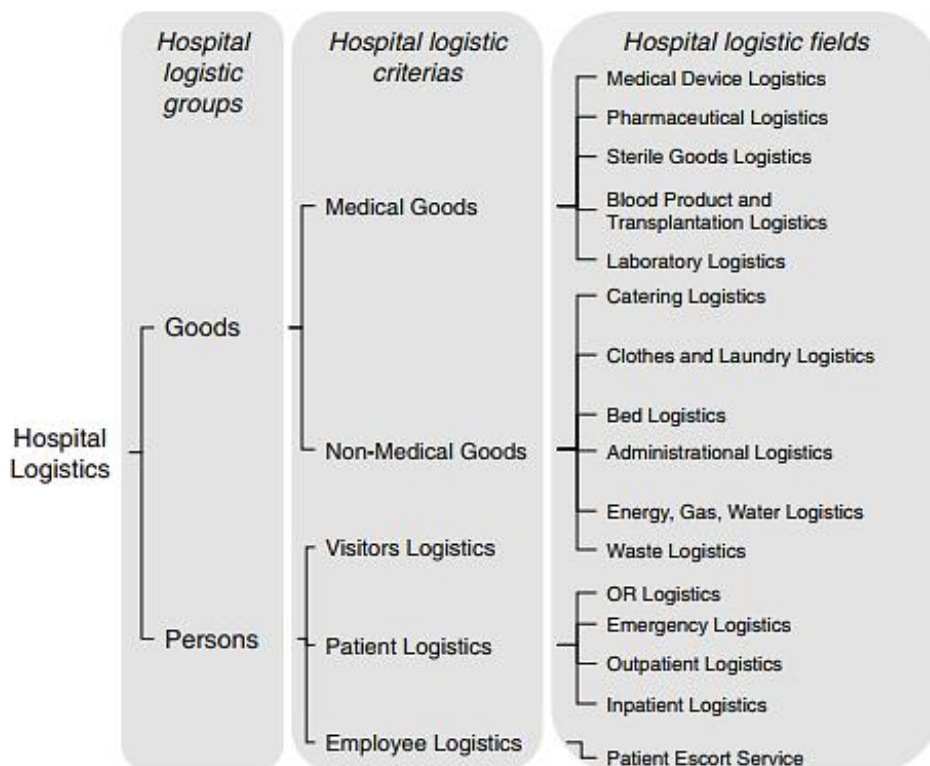 Hospital
logistic
groups
Hospital logistic
criterias
Hospital logistic fields
Hospital
Logistics
Goods
Persons
Medical Goods
Non-Medical Goods
Visitors Logistics
Patient Logistics
Employee Logistics
Medical Device Logistics
Pharmaceutical Logistics
Sterile Goods Logistics
Blood Product and
Transplantation Logistics
Laboratory Logistics
Catering Logistics
Clothes and Laundry Logistics
Bed Logistics
Administrational Logistics
Energy, Gas, Water Logistics
Waste Logistics
OR Logistics
Emergency Logistics
Outpatient Logistics
Inpatient Logistics
Patient Escort Service